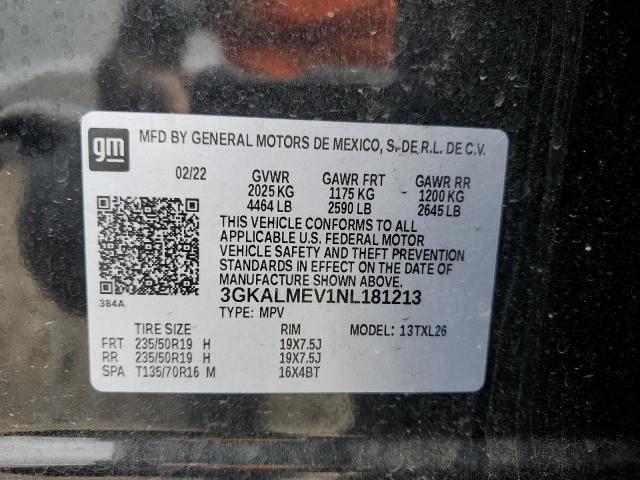 gm
MFD BY GENERAL MOTORS DE MEXICO, S. DE R.L. DE C.V.
02/22 GVWR GAWR FRT GAWR RR
2025 KG 1175 KG 1200 KG
4464 LB 2590 LB 2645 LB
THIS VEHICLE CONFORMS TO ALL
APPLICABLE U.S. FEDERAL MOTOR
VEHICLE SAFETY AND THEFT PREVENTION
STANDARDS IN EFFECT ON THE DATE OF
MANUFACTURE SHOWN ABOVE.
384A
3GKALMEV1NL181213
TYPE: MPV
TIRE SIZE RIM MODEL: 13TXL26
FRT 235/50R19 H 19X7.5J
RR 235/50R19 H 19X7.5J
SPA T135/70R16 M 16X4BT